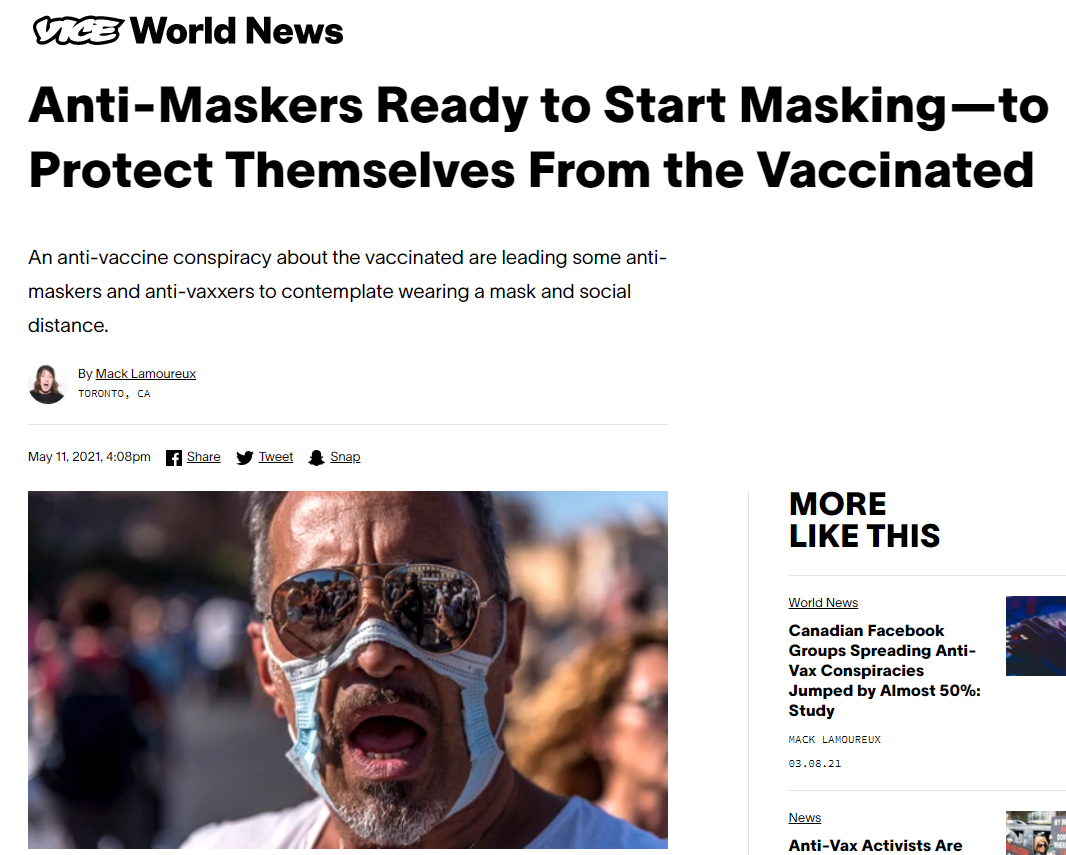 VICE World News
Anti-Maskers Ready to Start Masking—to
Protect Themselves From the Vaccinated
An anti-vaccine conspiracy about the vaccinated are leading some anti-
maskers and anti-vaxxers to contemplate wearing a mask and social
distance.
By Mack Lamoureux
TORONTO, CA
May 11, 2021, 4:08pm Share Tweet Snap
MORE
LIKE THIS
World News
Canadian Facebook
Groups Spreading Anti-
Vax Conspiracies
Jumped by Almost 50%:
Study
MACK LAMOUREUX
03.08.21
News
Anti-Vax Activists Are